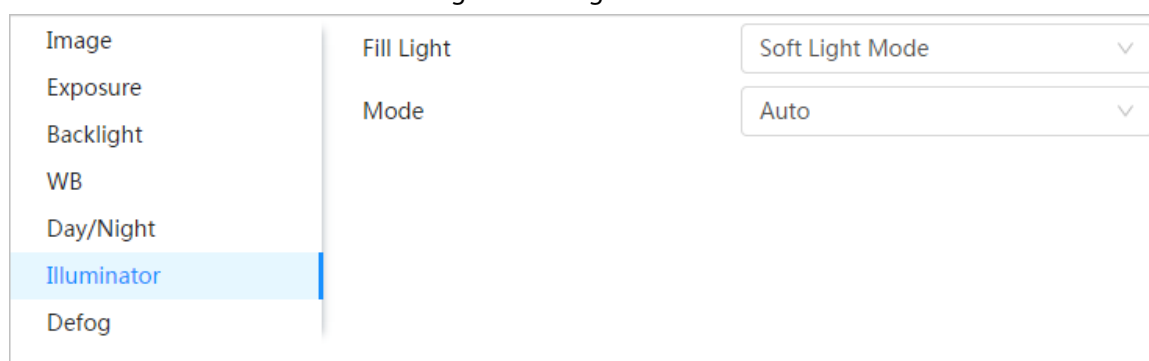 Image
Fill Light
Soft Light Mode
Exposure
Mode
Auto
Backlight
WB
Day/Night
Illuminator
Defog